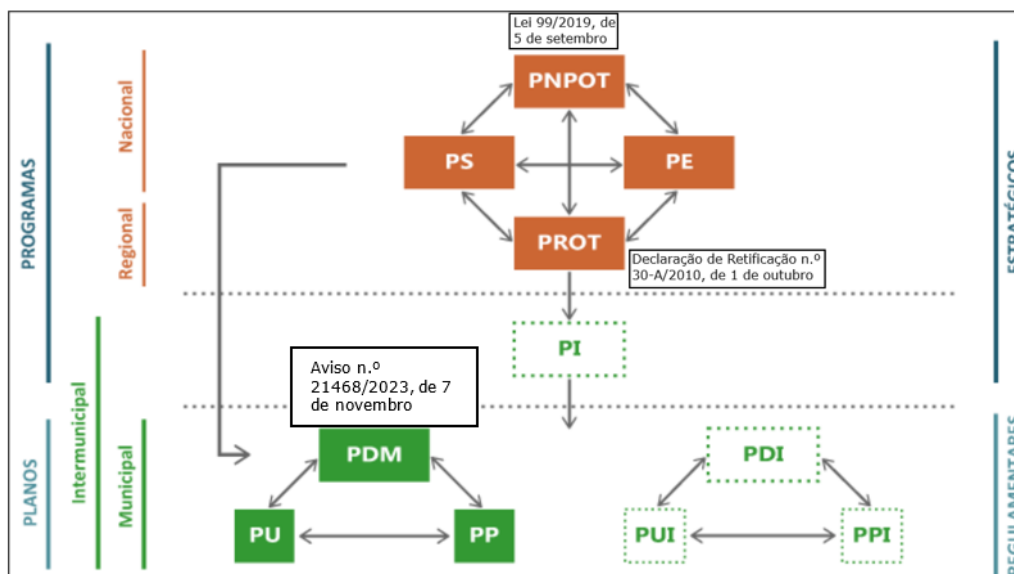 Lei 99/2019, de
5 de setembro
PNPOT
PS
PE
PROT
Declaração de Retificação n.º
30-A/2010, de 1 de outubro
PI
Aviso n.º
21468/2023, de 7
de novembro
PDM
PU
PP
PDI
PUI
PPI
PROGRAMAS
Nacional
Regional
Intermunicipal
PLANOS
Municipal
ESTRATÉGICOS
REGULAMENTARES